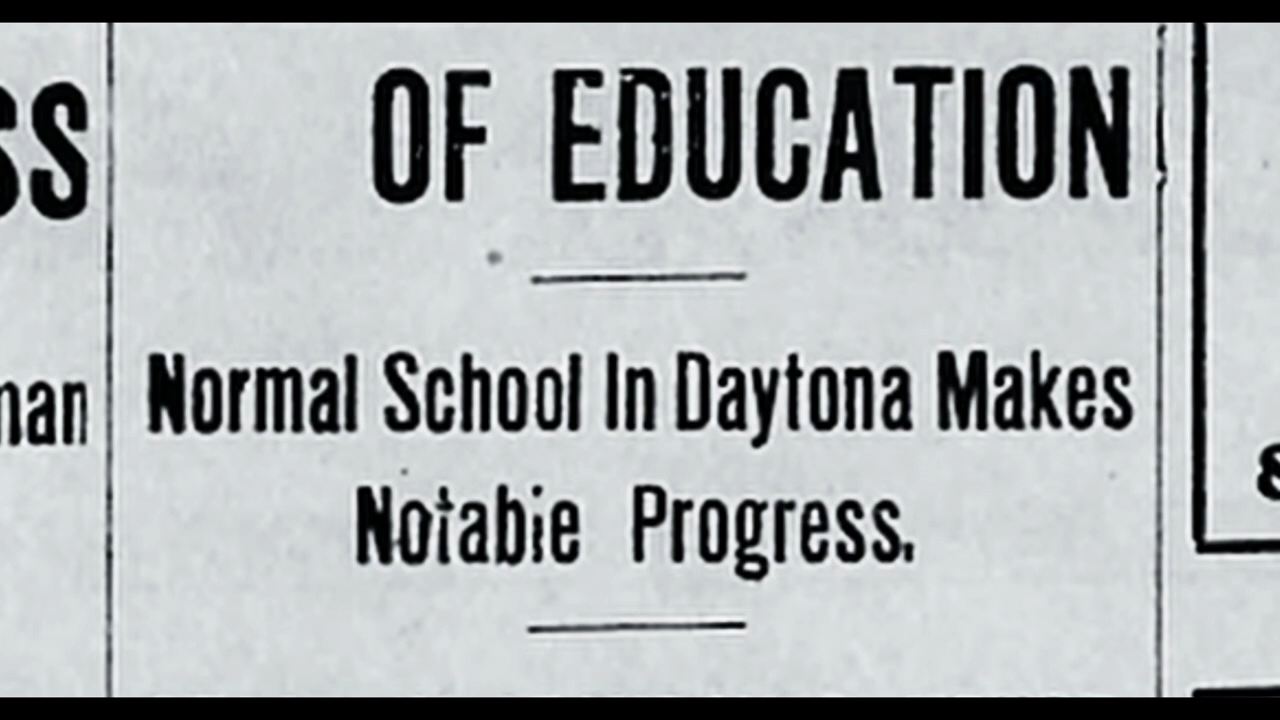 SS
OF EDUCATION
man
Normal School In Daytona Makes
Notabie Progress.
&